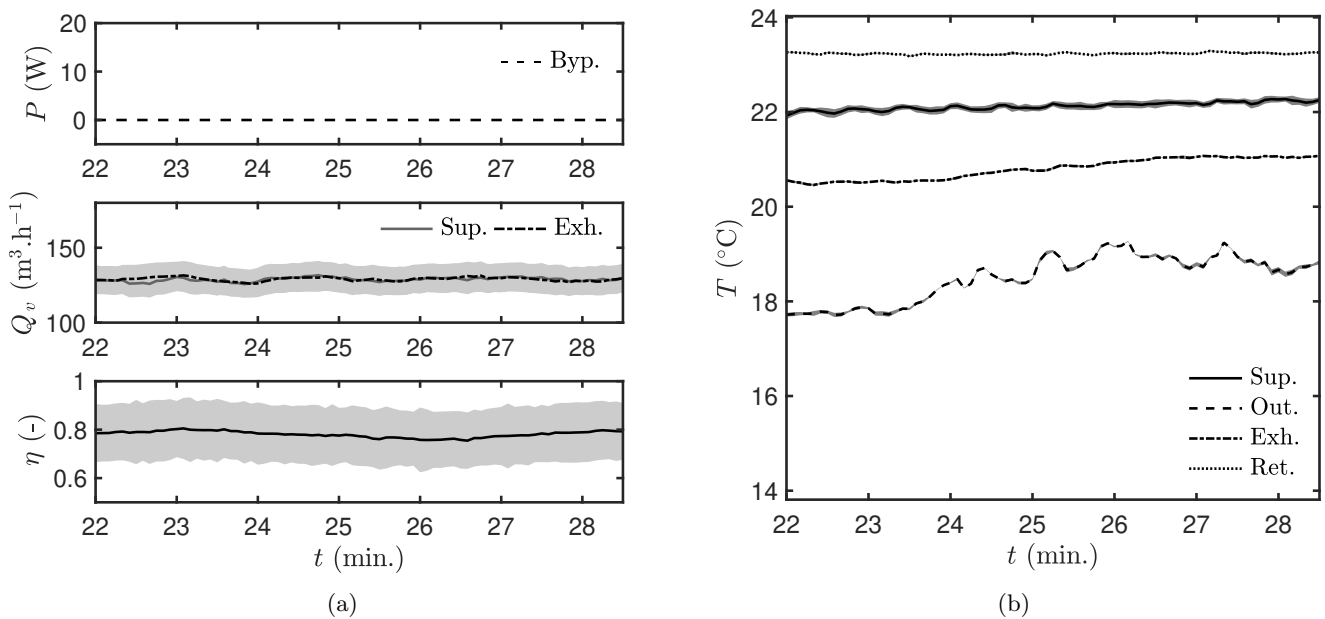 20
10
0
P (W)
Byp.
22 23 24 25 26 27 28
150
100
Q_v (m³.h⁻¹)
Sup. Exh.
22 23 24 25 26 27 28
1
0.8
0.6
η (-)
22 23 24 25 26 27 28
t (min.)
(a)
24
22
20
18
16
14
T (°C)
Sup.
Out.
Exh.
Ret.
22 23 24 25 26 27 28
t (min.)
(b)